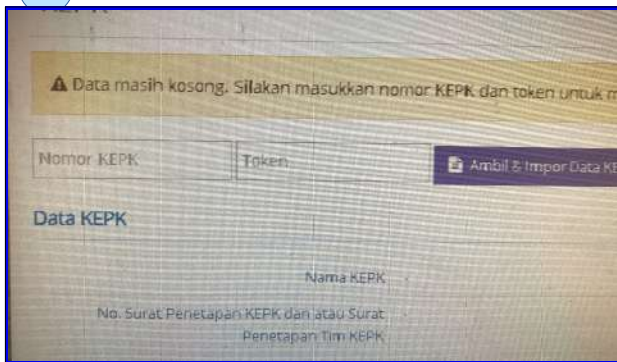 Data masih kosong. Silakan masukkan nomor KEPK dan token untuk
Nomor KEPK
Token
Ambil & Impor Data
Data KEPK
Nama KEPK
No. Surat Penetapan KEPK dan atau Surat
Penetapan Tim KEPK